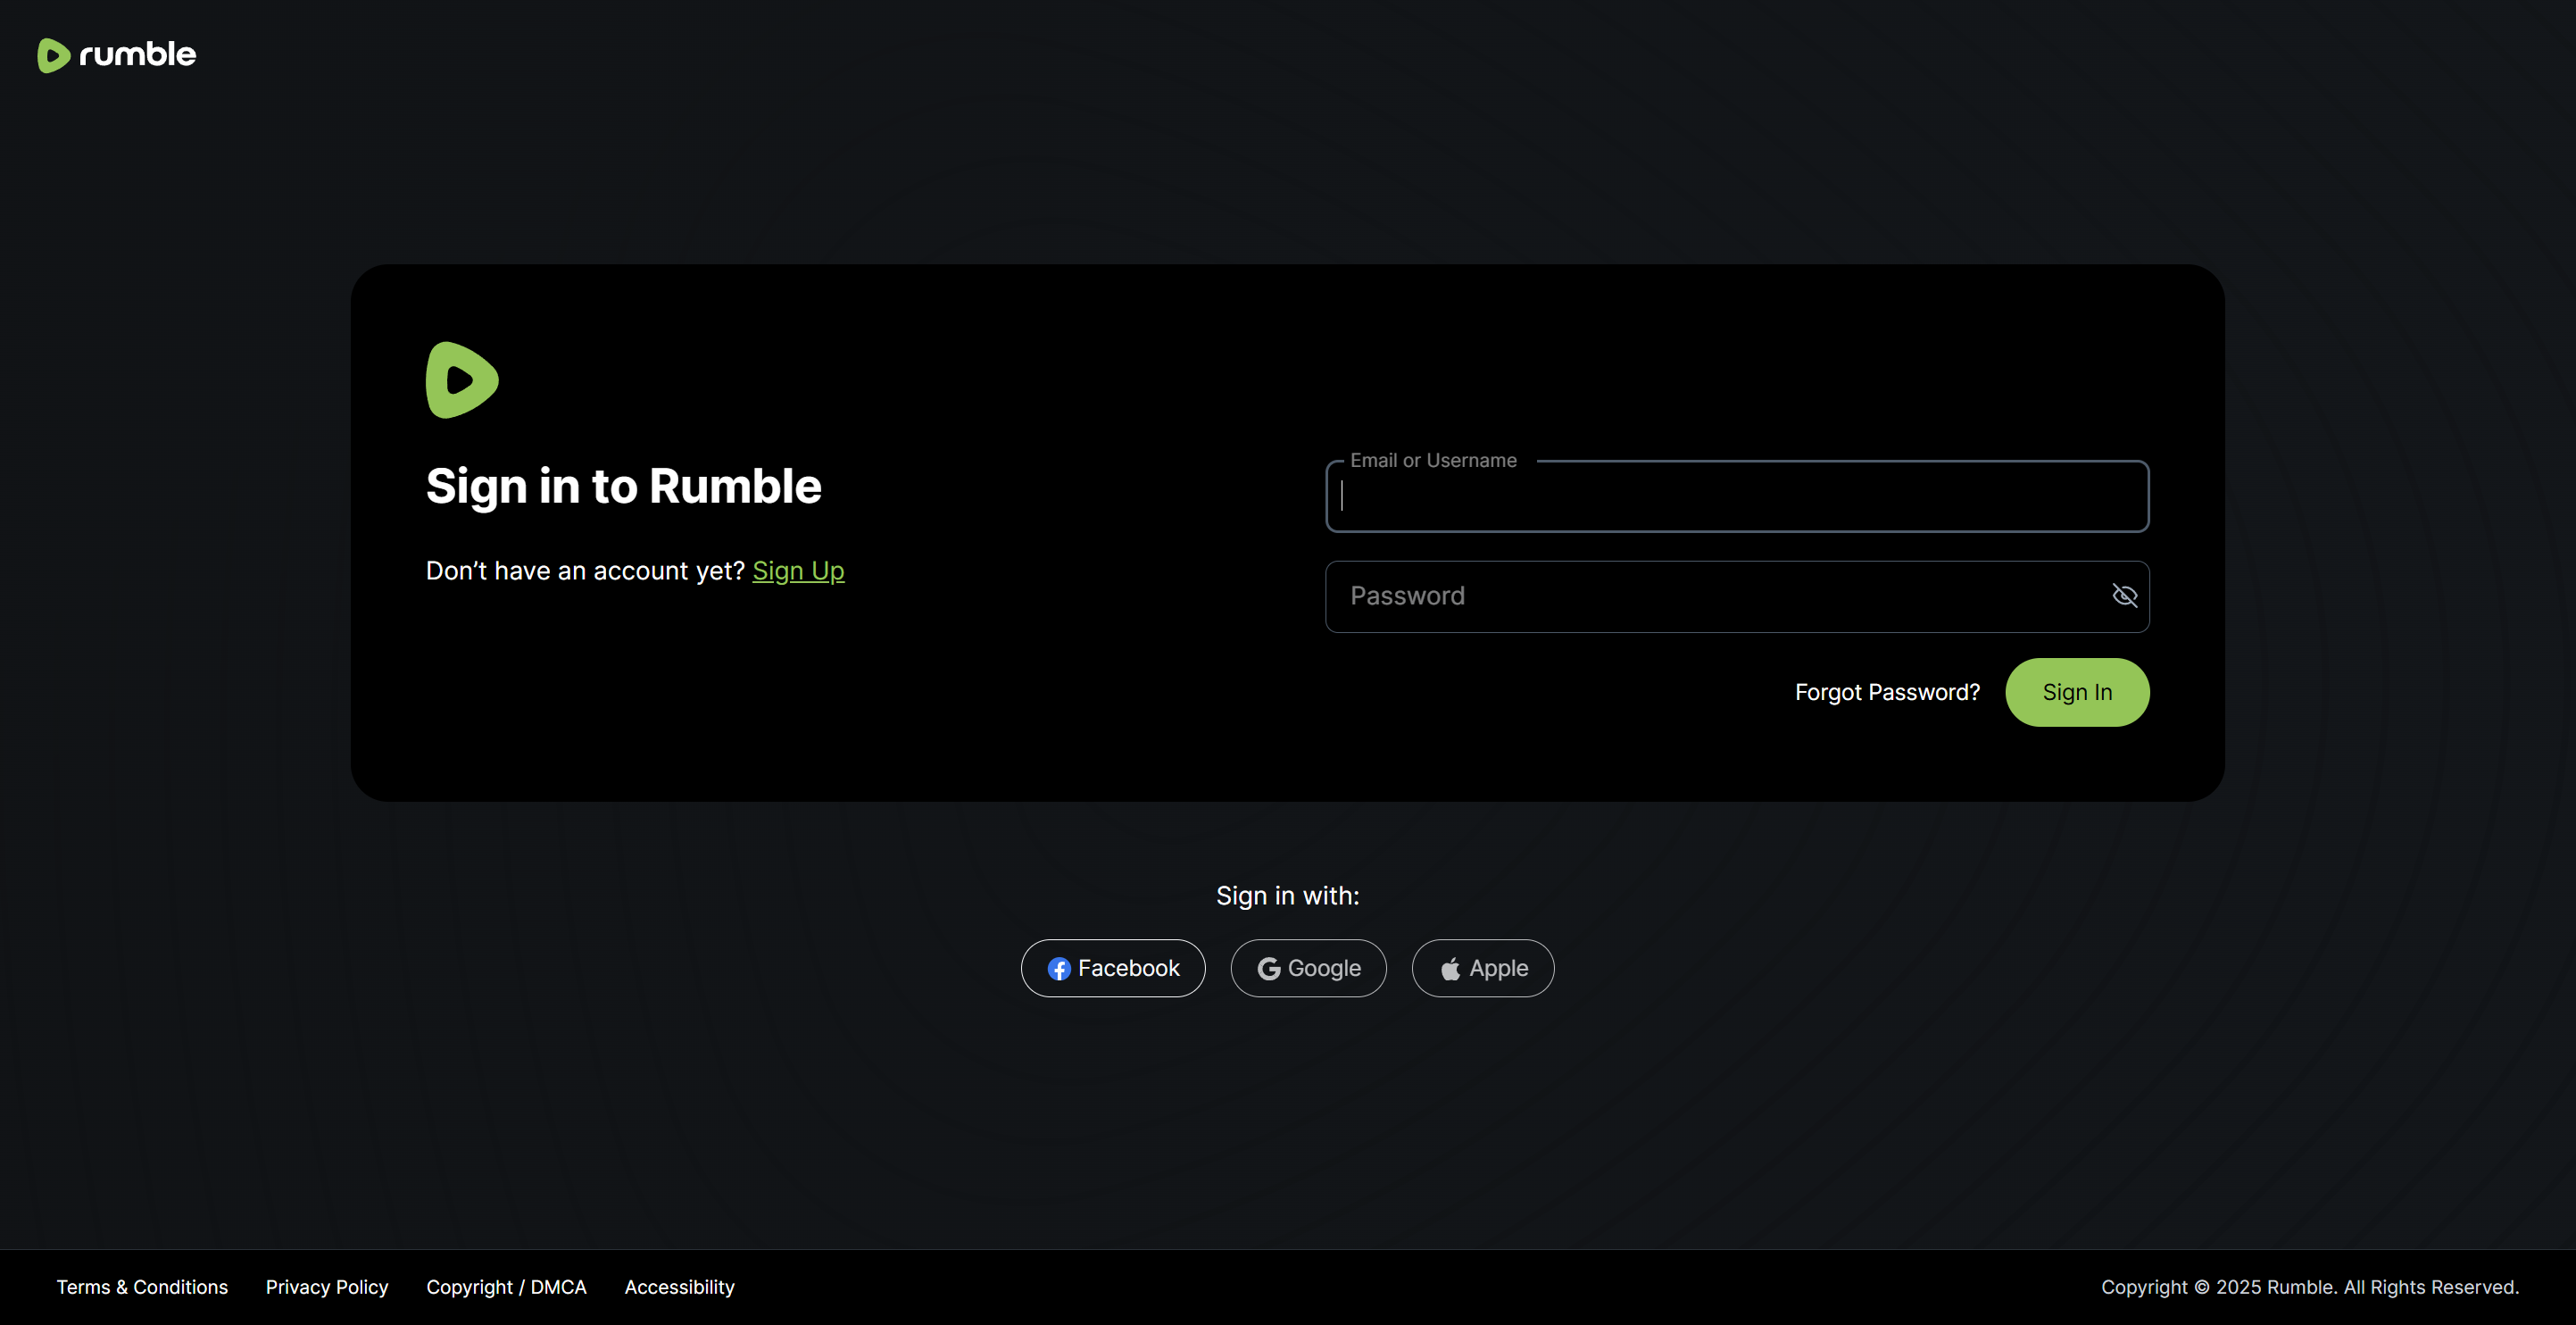 rumble
Sign in to Rumble
Don’t have an account yet? Sign Up
Email or Username
Password
Forgot Password?
Sign In
Sign in with:
Facebook
Google
Apple
Terms & Conditions
Privacy Policy
Copyright / DMCA
Accessibility
Copyright © 2025 Rumble. All Rights Reserved.